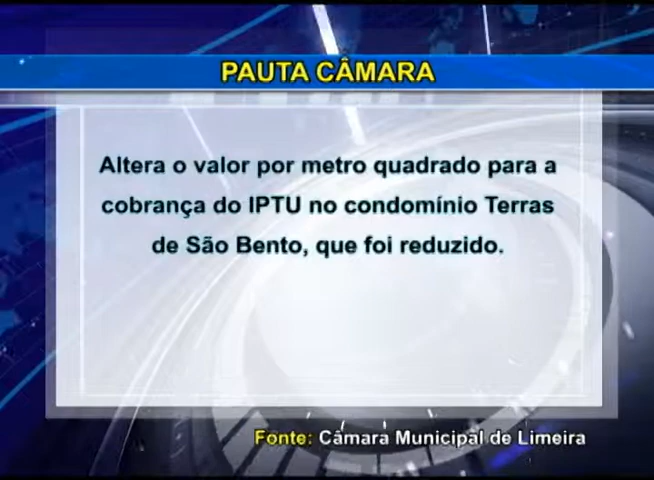 PAUTA CÂMARA
Altera o valor por metro quadrado para a
cobrança do IPTU no condomínio Terras
de São Bento, que foi reduzido.
Fonte: Câmara Municipal de Limeira